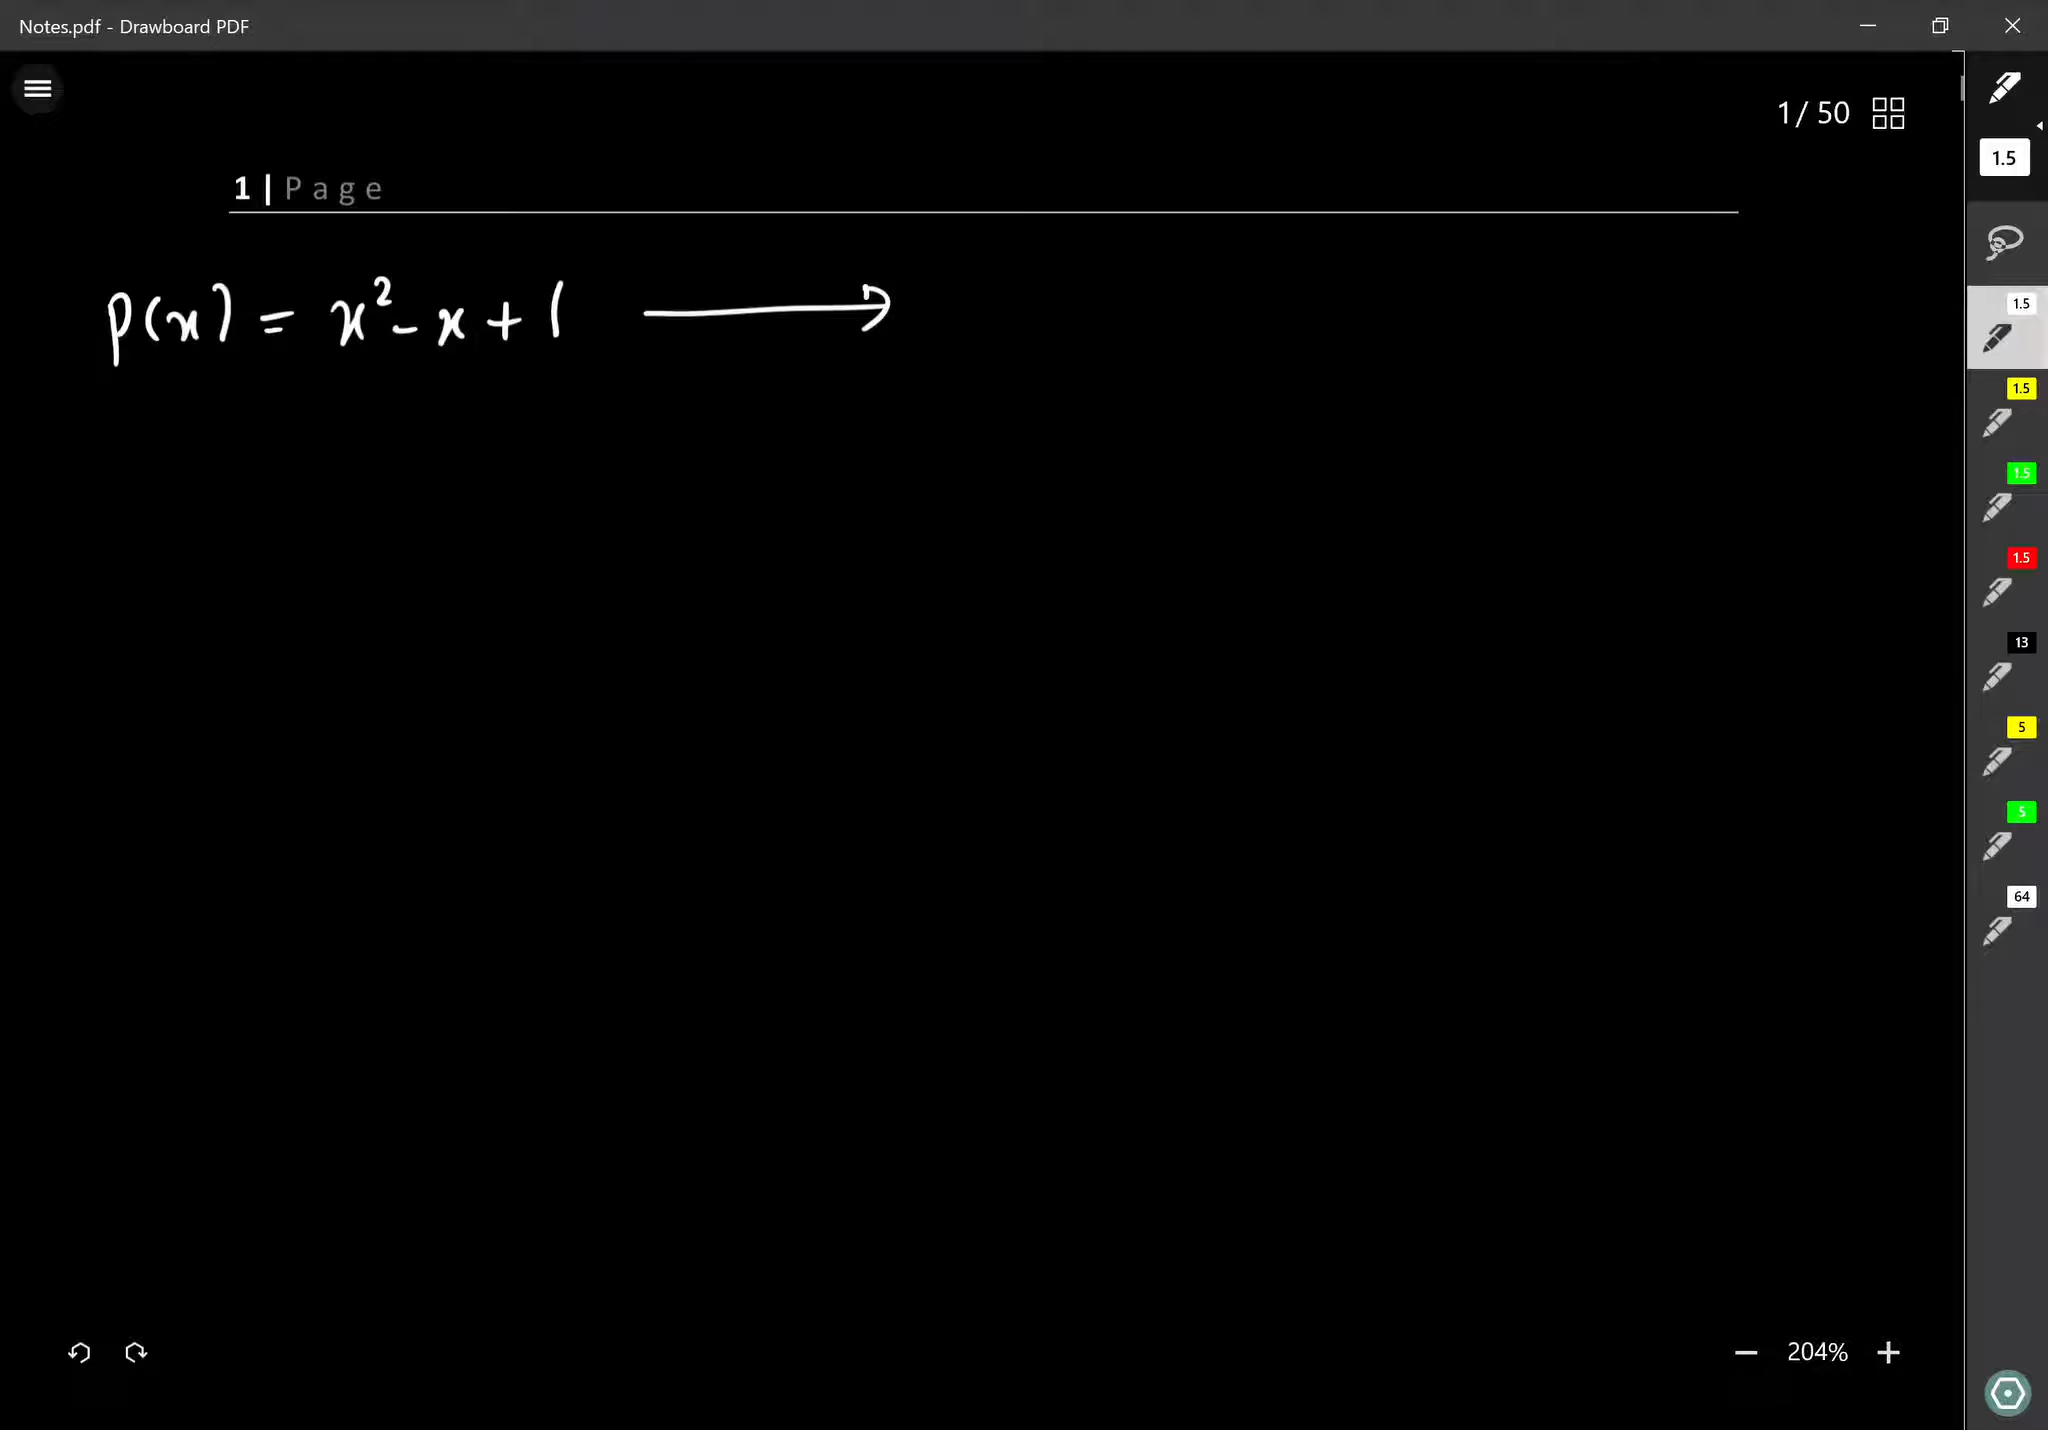 Notes.pdf - Drawboard PDF
1 / 50
1.5
1 | Page
p(x) = x² - x + 1 ⟶
1.5
1.5
1.5
1.5
13
5
5
64
204%